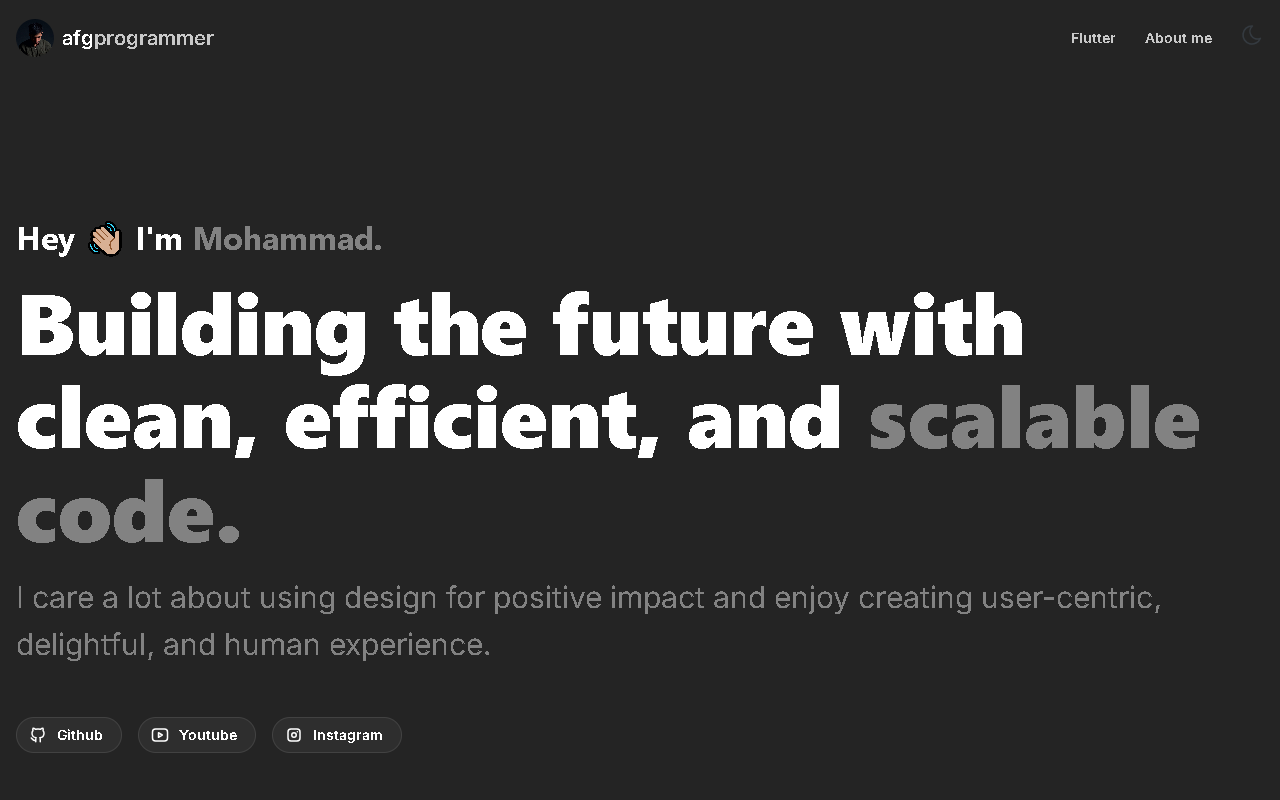 afgprogrammer
Flutter
About me
Hey 👋🏼 I'm Mohammad.
Building the future with
clean, efficient, and scalable
code.
I care a lot about using design for positive impact and enjoy creating user-centric,
delightful, and human experience.
Github
Youtube
Instagram